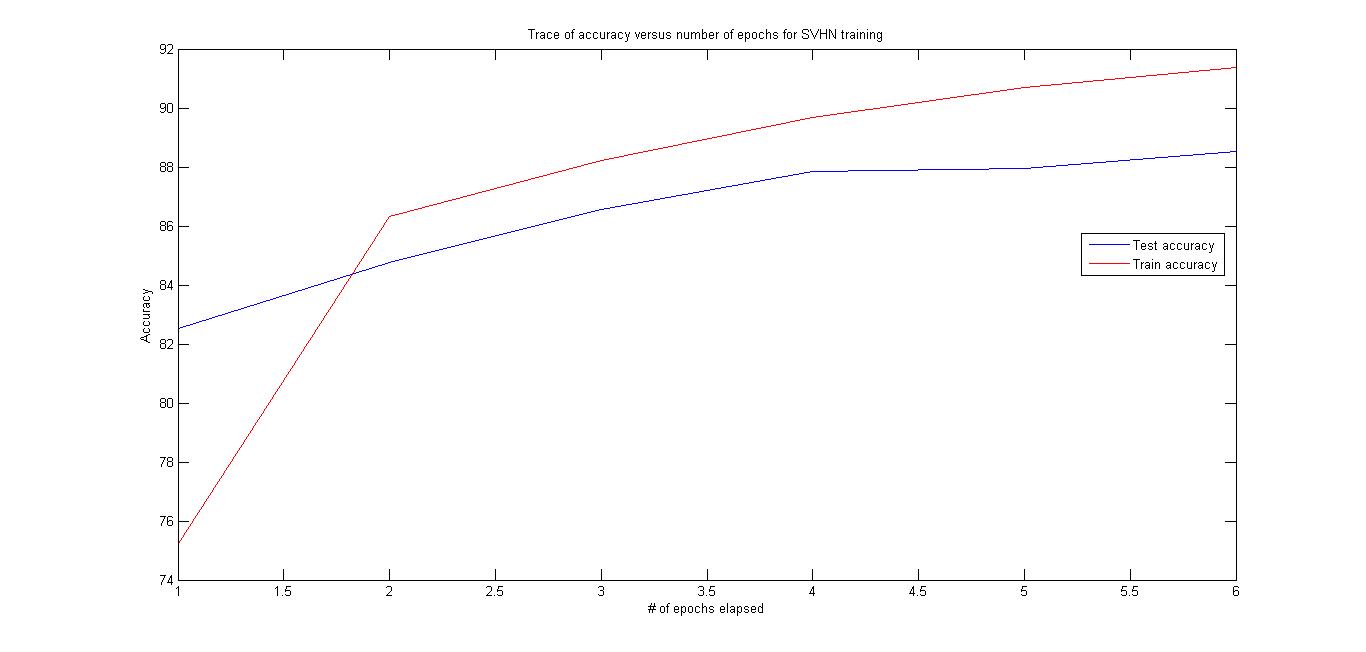 Trace of accuracy versus number of epochs for SVHN training
92
90
88
86
84
82
80
78
76
74
Accuracy
Test accuracy
Train accuracy
1 1.5 2 2.5 3 3.5 4 4.5 5 5.5 6
# of epochs elapsed